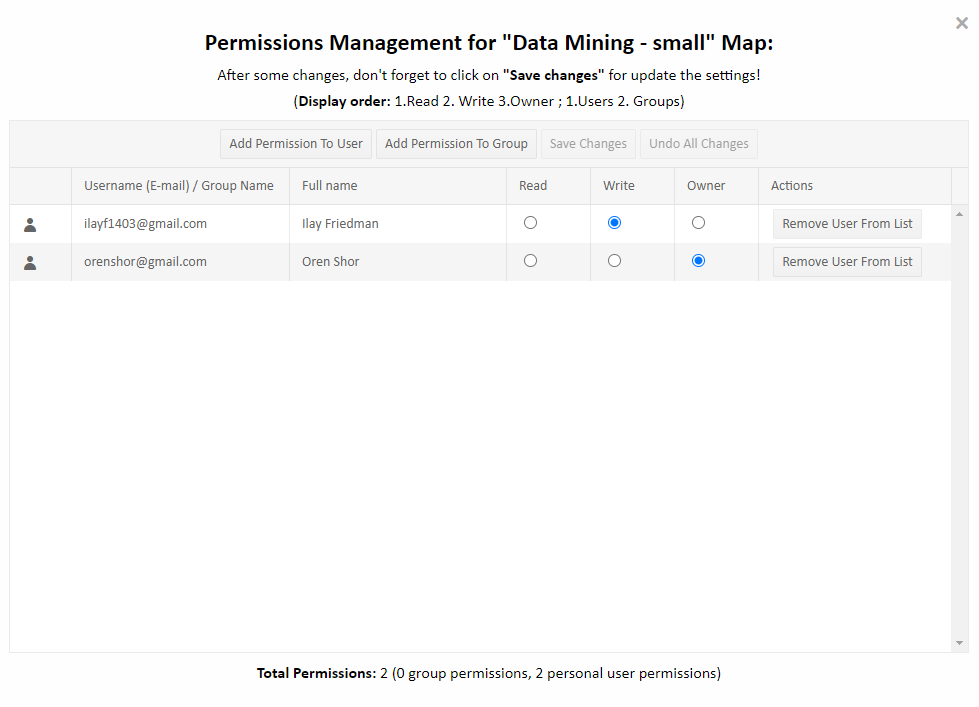 ×
Permissions Management for "Data Mining - small" Map:
After some changes, don't forget to click on "Save changes" for update the settings!
(Display order: 1.Read 2. Write 3.Owner ; 1.Users 2. Groups)
Add Permission To User Add Permission To Group Save Changes Undo All Changes
Username (E-mail) / Group Name Full name Read Write Owner Actions
ilayf1403@gmail.com Ilay Friedman Remove User From List
orenshor@gmail.com Oren Shor Remove User From List
Total Permissions: 2 (0 group permissions, 2 personal user permissions)